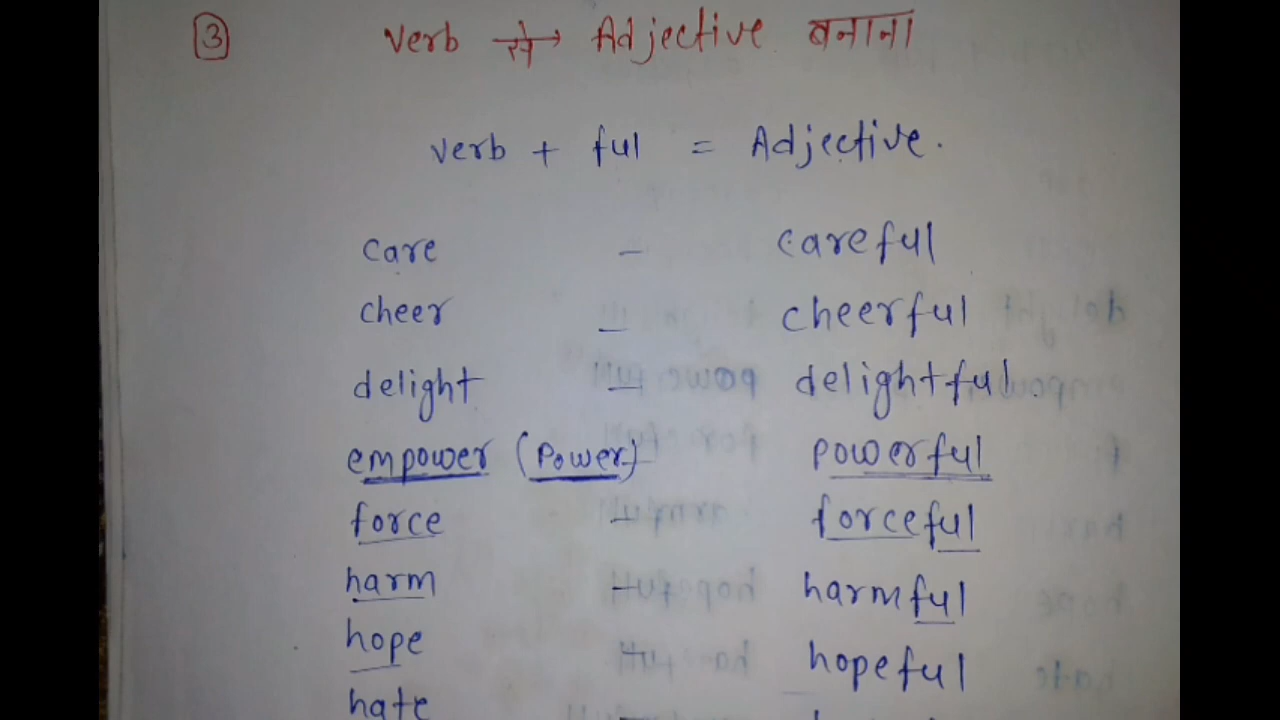 ③ verb से Adjective बनाना
verb + ful = Adjective.
care – careful
cheer – cheerful
delight – delightful.
empower (Power) powerful
force – forceful
harm – harmful
hope hopeful
hate –